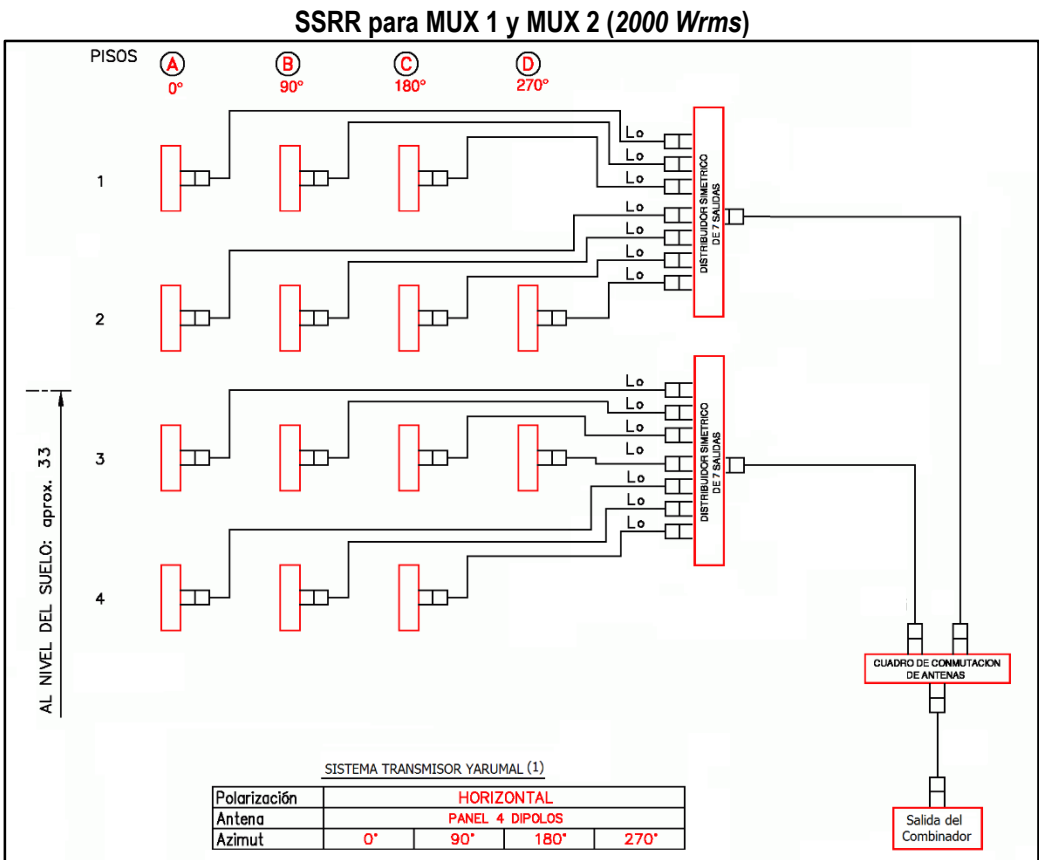 SSRR para MUX 1 y MUX 2 (2000 Wrms)
PISOS
A
B
C
D
0°
90°
180°
270°
1
Lo
Lo
Lo
2
Lo
Lo
Lo
Lo
DISTRIBUIDOR SIMETRICO
DE 7 SALIDAS
3
Lo
Lo
Lo
Lo
4
Lo
Lo
Lo
DISTRIBUIDOR SIMETRICO
DE 7 SALIDAS
AL NIVEL DEL SUELO: aprox. 33
CUADRO DE CONMUTACION
DE ANTENAS
Salida del
Combinador
SISTEMA TRANSMISOR YARUMAL (1)
Polarización HORIZONTAL
Antena PANEL 4 DIPOLOS
Azimut 0° 90° 180° 270°